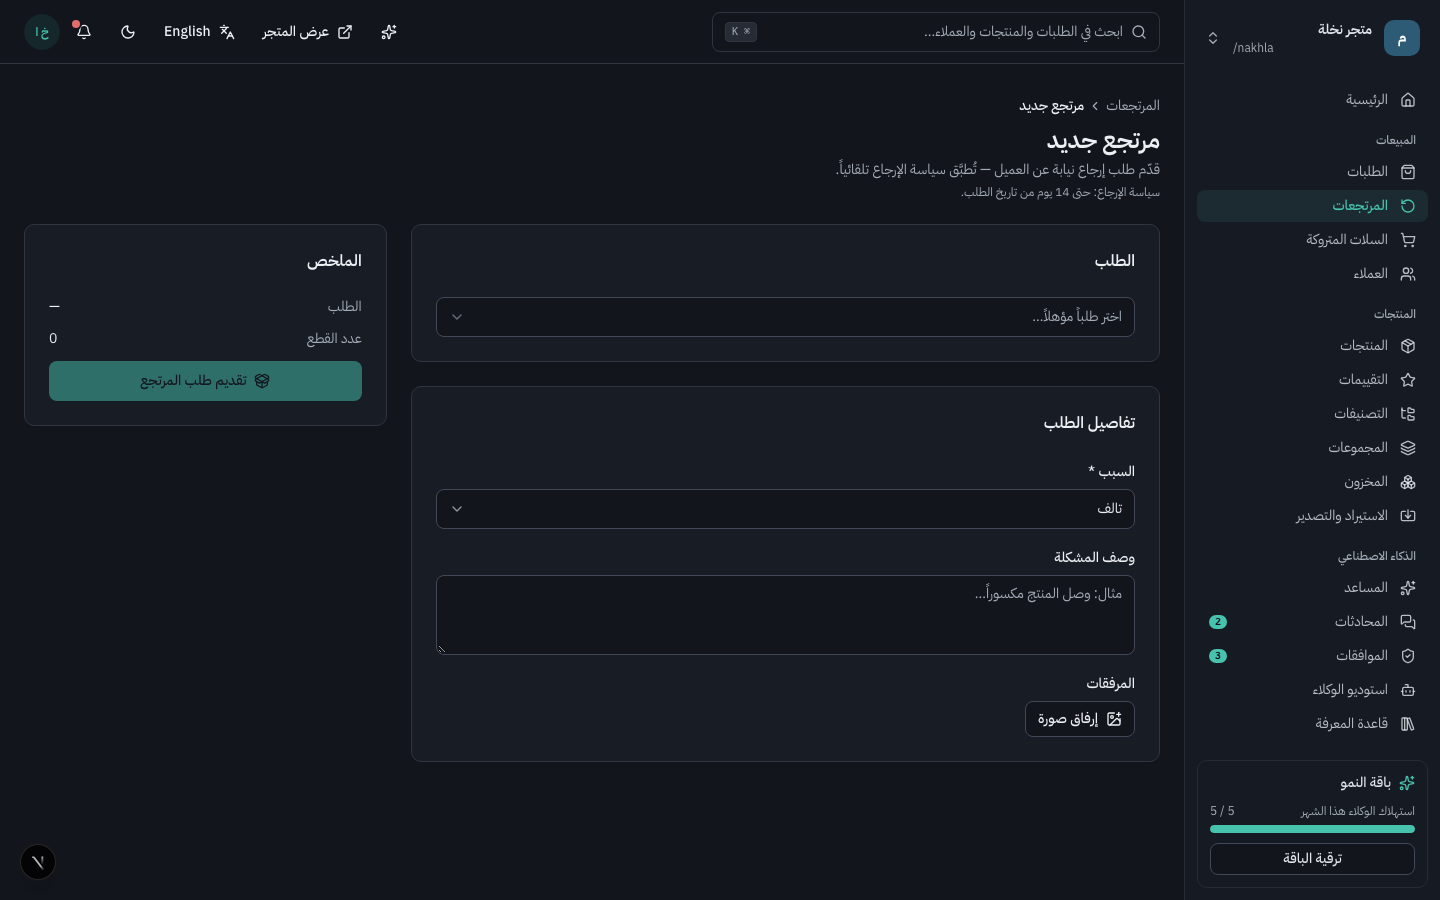 متجر نخلة
/nakhla
الرئيسية
المبيعات
الطلبات
المرتجعات
السلات المتروكة
العملاء
المنتجات
المنتجات
التقييمات
التصنيفات
المجموعات
المخزون
الاستيراد والتصدير
الذكاء الاصطناعي
المساعد
المحادثات 2
الموافقات 3
استوديو الوكلاء
قاعدة المعرفة
باقة النمو
استهلاك الوكلاء هذا الشهر 5 / 5
ترقية الباقة
م
ابحث في الطلبات والمنتجات والعملاء... ⌘ K
عرض المتجر
English
خ ا
المرتجعات › مرتجع جديد
مرتجع جديد
قدّم طلب إرجاع نيابة عن العميل — تُطبَّق سياسة الإرجاع تلقائياً.
سياسة الإرجاع: حتى 14 يوم من تاريخ الطلب.
الطلب
اختر طلباً مؤهلاً...
تفاصيل الطلب
السبب *
تالف
وصف المشكلة
مثال: وصل المنتج مكسوراً...
المرفقات
إرفاق صورة
الملخص
الطلب —
عدد القطع 0
تقديم طلب المرتجع